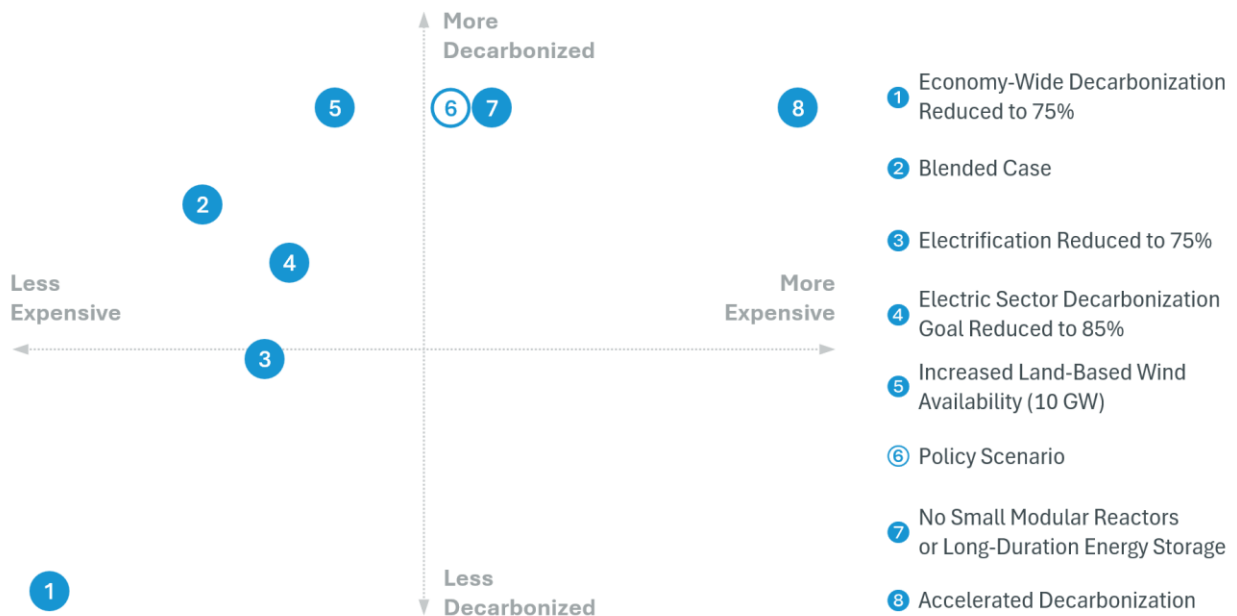 More
Decarbonized
5
6
7
8
2
4
Less
Expensive
More
Expensive
3
1
Less
Decarbonized
1 Economy-Wide Decarbonization
Reduced to 75%
2 Blended Case
3 Electrification Reduced to 75%
4 Electric Sector Decarbonization
Goal Reduced to 85%
5 Increased Land-Based Wind
Availability (10 GW)
6 Policy Scenario
7 No Small Modular Reactors
or Long-Duration Energy Storage
8 Accelerated Decarbonization